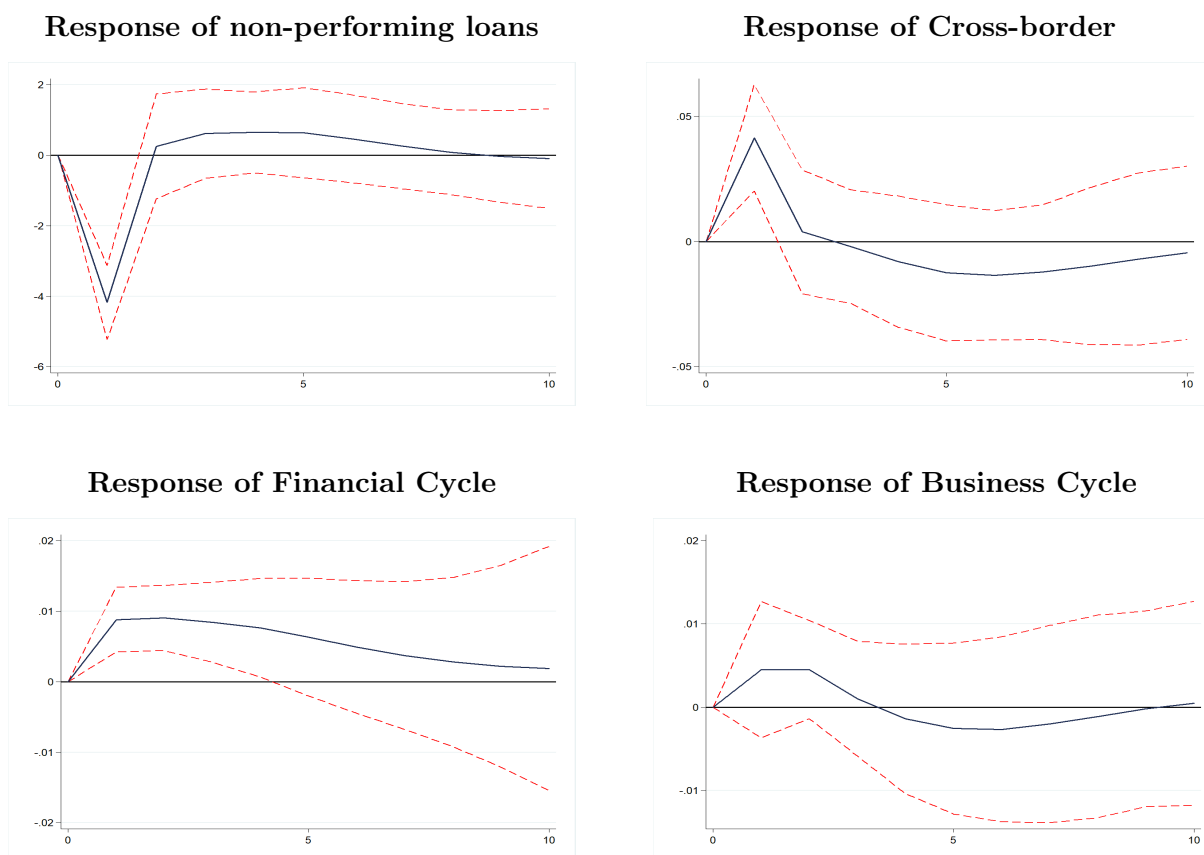 Response of non-performing loans
2
0
-2
-4
-6
0 5 10
Response of Cross-border
.05
0
-.05
0 5 10
Response of Financial Cycle
.02
.01
0
-.01
-.02
0 5 10
Response of Business Cycle
.02
.01
0
-.01
0 5 10